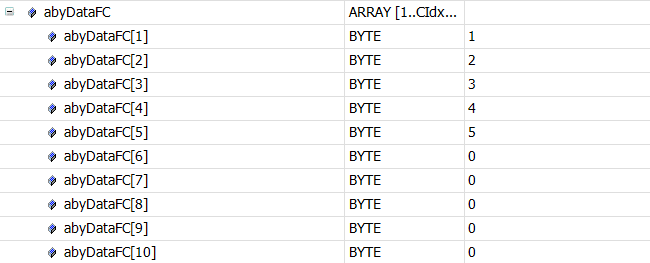 abyDataFC ARRAY [1..CIdx...
abyDataFC[1] BYTE 1
abyDataFC[2] BYTE 2
abyDataFC[3] BYTE 3
abyDataFC[4] BYTE 4
abyDataFC[5] BYTE 5
abyDataFC[6] BYTE 0
abyDataFC[7] BYTE 0
abyDataFC[8] BYTE 0
abyDataFC[9] BYTE 0
abyDataFC[10] BYTE 0